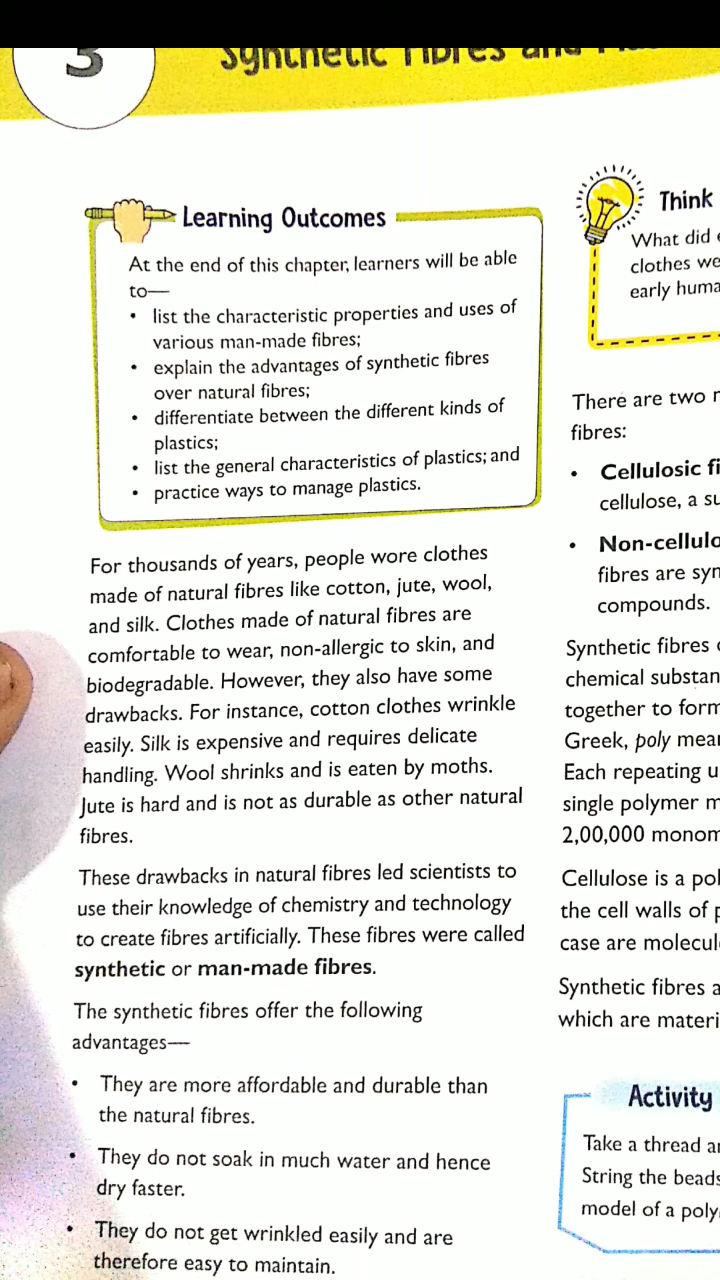 3
Synthetic Fibres and
Learning Outcomes
At the end of this chapter, learners will be able
to—
• list the characteristic properties and uses of
various man-made fibres;
• explain the advantages of synthetic fibres
over natural fibres;
• differentiate between the different kinds of
plastics;
• list the general characteristics of plastics; and
• practice ways to manage plastics.
For thousands of years, people wore clothes
made of natural fibres like cotton, jute, wool,
and silk. Clothes made of natural fibres are
comfortable to wear, non-allergic to skin, and
biodegradable. However, they also have some
drawbacks. For instance, cotton clothes wrinkle
easily. Silk is expensive and requires delicate
handling. Wool shrinks and is eaten by moths.
Jute is hard and is not as durable as other natural
fibres.
These drawbacks in natural fibres led scientists to
use their knowledge of chemistry and technology
to create fibres artificially. These fibres were called
synthetic or man-made fibres.
The synthetic fibres offer the following
advantages—
• They are more affordable and durable than
the natural fibres.
• They do not soak in much water and hence
dry faster.
• They do not get wrinkled easily and are
therefore easy to maintain.
Think
What did
clothes we
early huma
There are two
fibres:
• Cellulosic fi
cellulose, a su
• Non-cellulo
fibres are syn
compounds.
Synthetic fibres
chemical substan
together to form
Greek, poly mean
Each repeating u
single polymer m
2,00,000 monom
Cellulose is a pol
the cell walls of p
case are molecul
Synthetic fibres a
which are materi
Activity
Take a thread an
String the beads
model of a poly